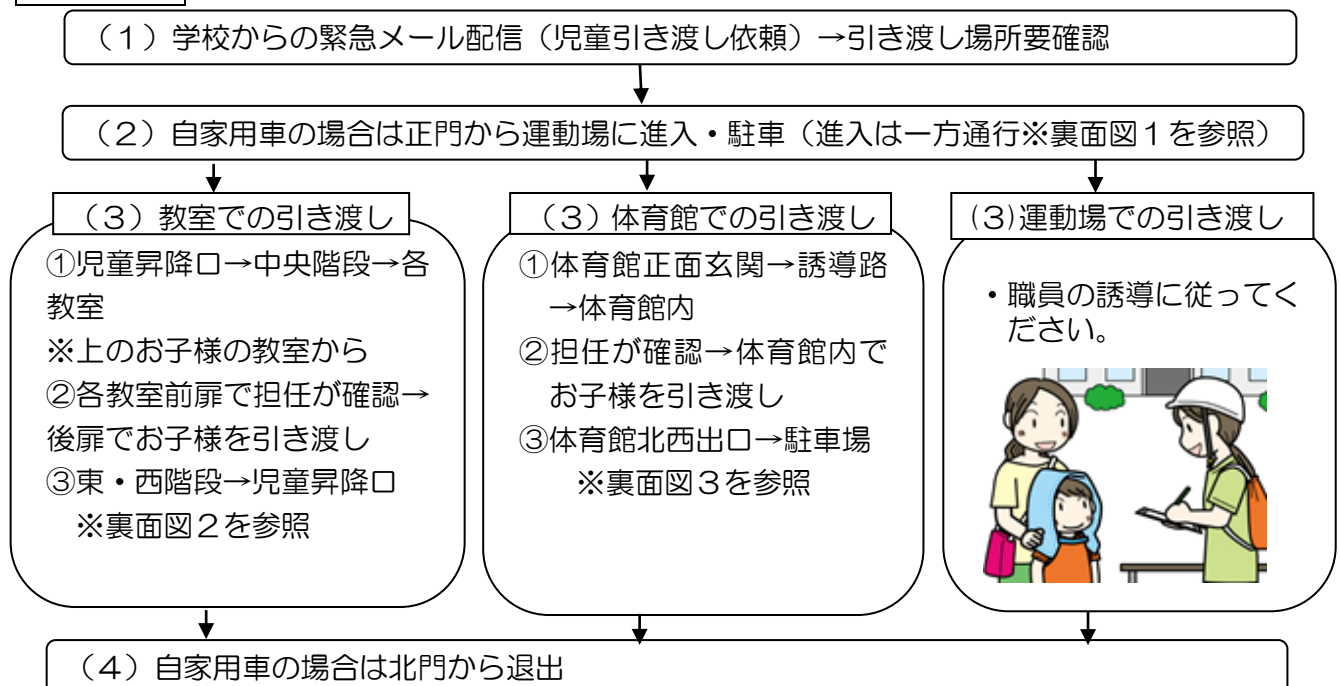 （１）学校からの緊急メール配信（児童引き渡し依頼）→引き渡し場所要確認
（２）自家用車の場合は正門から運動場に進入・駐車（進入は一方通行※裏面図１を参照）
（３）教室での引き渡し
①児童昇降口→中央階段→各
教室
※上のお子様の教室から
②各教室前扉で担任が確認→
後扉でお子様を引き渡し
③東・西階段→児童昇降口
※裏面図２を参照
（３）体育館での引き渡し
①体育館正面玄関→誘導路
→体育館内
②担任が確認→体育館内で
お子様を引き渡し
③体育館北西出口→駐車場
※裏面図３を参照
(３)運動場での引き渡し
・職員の誘導に従ってく
ださい。
（４）自家用車の場合は北門から退出